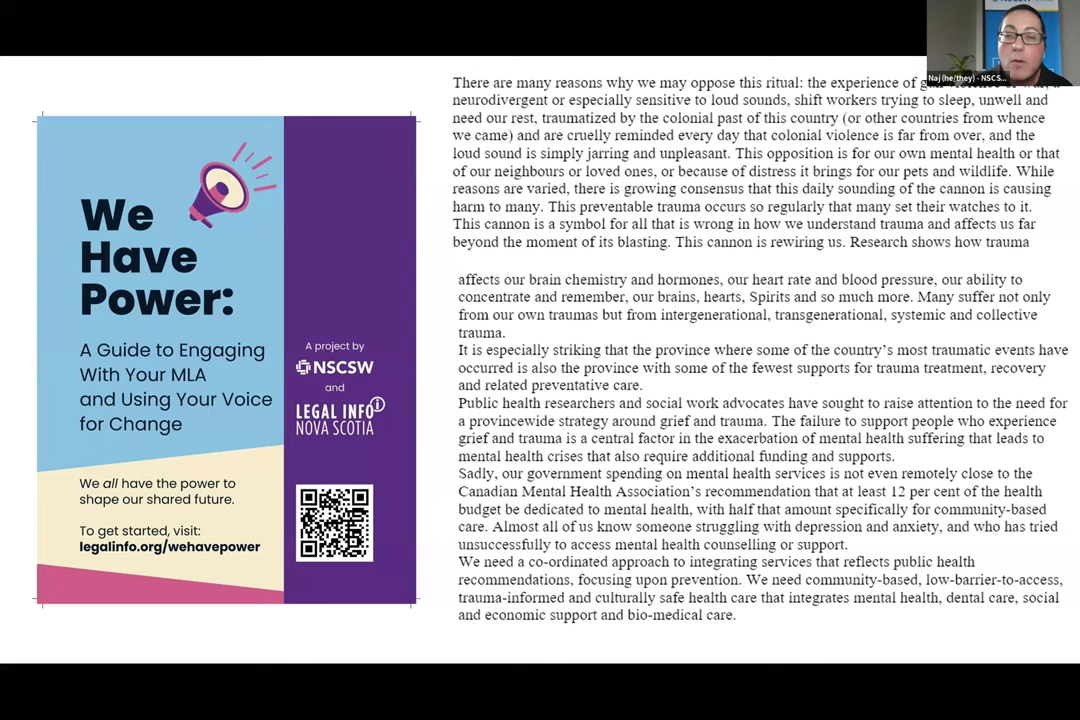 We
Have
Power:
A Guide to Engaging
With Your MLA
and Using Your Voice
for Change
We all have the power to
shape our shared future.
To get started, visit:
legalinfo.org/wehavepower
A project by
NSCSW
and
LEGAL INFO
NOVA SCOTIA
There are many reasons why we may oppose this ritual: the experience of
neurodivergent or especially sensitive to loud sounds, shift workers trying to sleep, unwell and
need our rest, traumatized by the colonial past of this country (or other countries from whence
we came) and are cruelly reminded every day that colonial violence is far from over, and the
loud sound is simply jarring and unpleasant. This opposition is for our own mental health or that
of our neighbours or loved ones, or because of distress it brings for our pets and wildlife. While
reasons are varied, there is growing consensus that this daily sounding of the cannon is causing
harm to many. This preventable trauma occurs so regularly that many set their watches to it.
This cannon is a symbol for all that is wrong in how we understand trauma and affects us far
beyond the moment of its blasting. This cannon is rewiring us. Research shows how trauma
affects our brain chemistry and hormones, our heart rate and blood pressure, our ability to
concentrate and remember, our brains, hearts, Spirits and so much more. Many suffer not only
from our own traumas but from intergenerational, transgenerational, systemic and collective
trauma.
It is especially striking that the province where some of the country's most traumatic events have
occurred is also the province with some of the fewest supports for trauma treatment, recovery
and related preventative care.
Public health researchers and social work advocates have sought to raise attention to the need for
a provincewide strategy around grief and trauma. The failure to support people who experience
grief and trauma is a central factor in the exacerbation of mental health suffering that leads to
mental health crises that also require additional funding and supports.
Sadly, our government spending on mental health services is not even remotely close to the
Canadian Mental Health Association's recommendation that at least 12 per cent of the health
budget be dedicated to mental health, with half that amount specifically for community-based
care. Almost all of us know someone struggling with depression and anxiety, and who has tried
unsuccessfully to access mental health counselling or support.
We need a co-ordinated approach to integrating services that reflects public health
recommendations, focusing upon prevention. We need community-based, low-barrier-to-access,
trauma-informed and culturally safe health care that integrates mental health, dental care, social
and economic support and bio-medical care.
Naj (he/they) - NSCS...